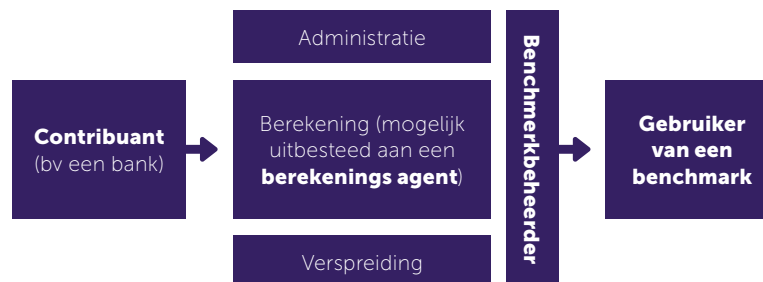 Administratie
Contribuant
(bv een bank)
Berekening (mogelijk
uitbesteed aan een
berekenings agent)
Verspreiding
Benchmerkbeheerder
Gebruiker
van een
benchmark